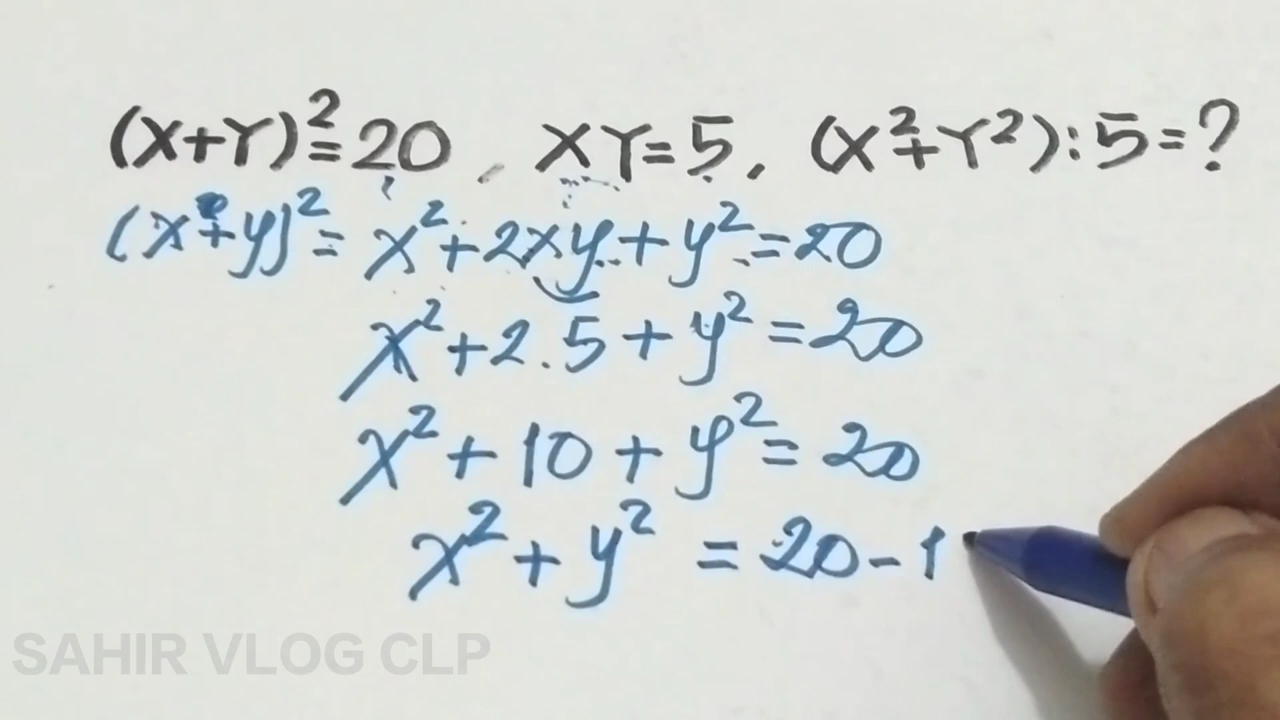 (X+Y)²=20, XY=5, (X²+Y²):5=?
(x+y)²= x²+2xy+y²=20
x²+2.5+y²=20
x²+10+y²=20
x²+y² =20-1
SAHIR VLOG CLP